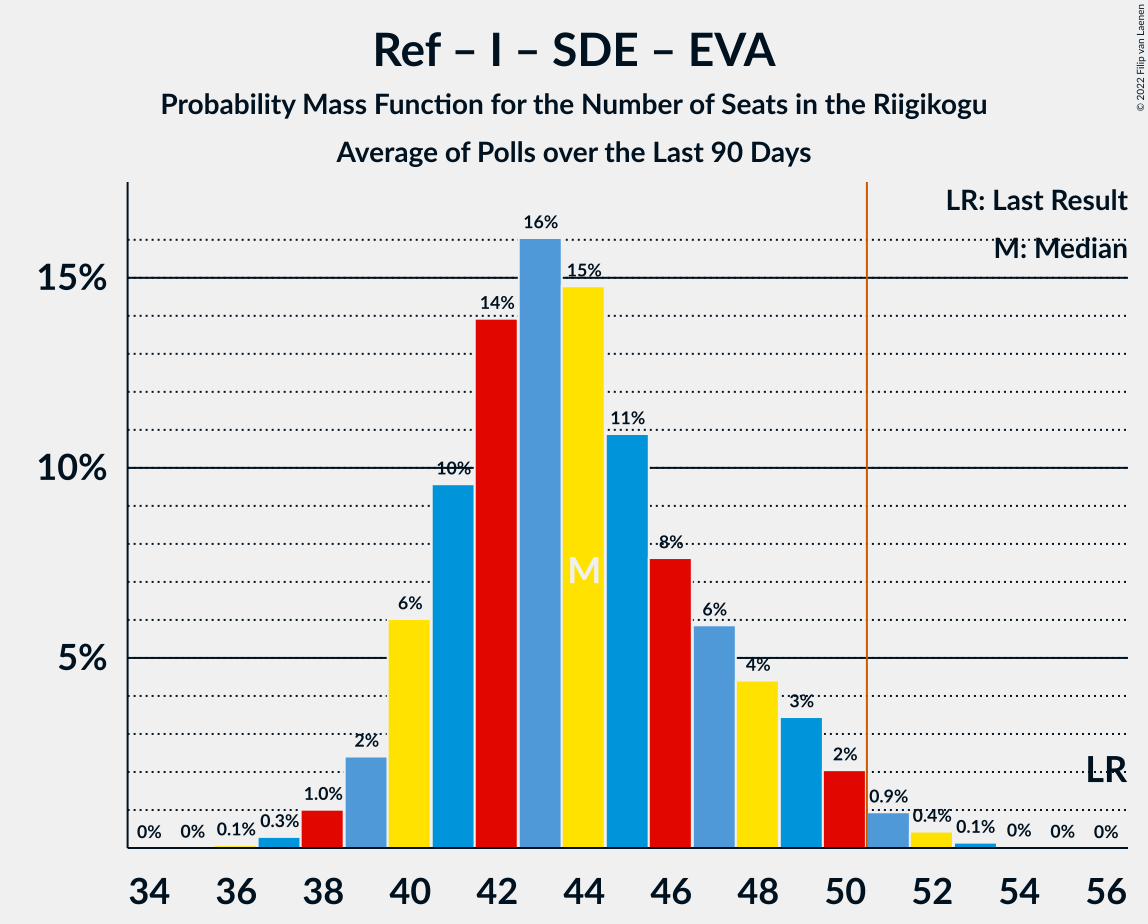 Ref – I – SDE – EVA
Probability Mass Function for the Number of Seats in the Riigikogu
Average of Polls over the Last 90 Days
© 2022 Filip van Laenen
LR: Last Result
M: Median
15%
10%
5%
0%
0%
0.1%
0.3%
1.0%
2%
6%
10%
14%
16%
15%
11%
8%
6%
4%
3%
2%
0.9%
0.4%
0.1%
0%
0%
0%
M
LR
34 36 38 40 42 44 46 48 50 52 54 56